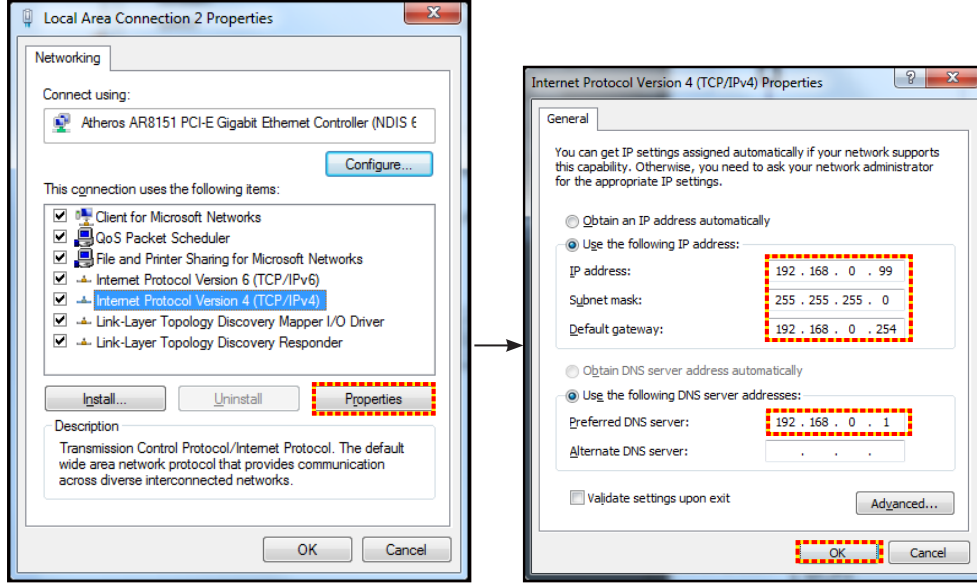 Local Area Connection 2 Properties
Networking
Connect using:
Atheros AR8151 PCI-E Gigabit Ethernet Controller (NDIS 6
Configure...
This connection uses the following items:
Client for Microsoft Networks
QoS Packet Scheduler
File and Printer Sharing for Microsoft Networks
Internet Protocol Version 6 (TCP/IPv6)
Internet Protocol Version 4 (TCP/IPv4)
Link-Layer Topology Discovery Mapper I/O Driver
Link-Layer Topology Discovery Responder
Install... Uninstall Properties
Description
Transmission Control Protocol/Internet Protocol. The default
wide area network protocol that provides communication
across diverse interconnected networks.
OK Cancel
Internet Protocol Version 4 (TCP/IPv4) Properties
General
You can get IP settings assigned automatically if your network supports
this capability. Otherwise, you need to ask your network administrator
for the appropriate IP settings.
Obtain an IP address automatically
Use the following IP address:
IP address: 192 . 168 . 0 . 99
Subnet mask: 255 . 255 . 255 . 0
Default gateway: 192 . 168 . 0 . 254
Obtain DNS server address automatically
Use the following DNS server addresses:
Preferred DNS server: 192 . 168 . 0 . 1
Alternate DNS server: . . .
Validate settings upon exit
Advanced...
OK Cancel